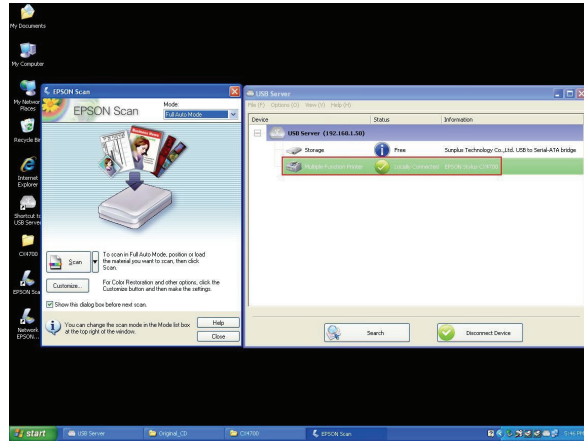 My Documents
My Computer
My Network
Places
Recycle Bin
Internet
Explorer
Shortcut to
USB Server
CX4700
EPSON Scan
Network
EPSON...
EPSON Scan
EPSON Scan
Mode:
Full Auto Mode
Scan
To scan in Full Auto Mode, position or load
the material you want to scan, then click
Scan.
Customize...
For Color Restoration and other options, click the
Customize button and then make the settings.
Show this dialog box before next scan.
You can change the scan mode in the Mode list box
at the top right of the window.
Help
Close
USB Server
File (F) Options (O) View (V) Help (H)
Device Status Information
USB Server (192.168.1.50)
Storage Free Sunplus Technology Co.,Ltd. USB to Serial-ATA bridge
Multiple Function Printer Locally Connected EPSON Stylus CX4700
Search
Disconnect Device
start USB Server Original_CD CX4700 EPSON Scan 5:46 PM